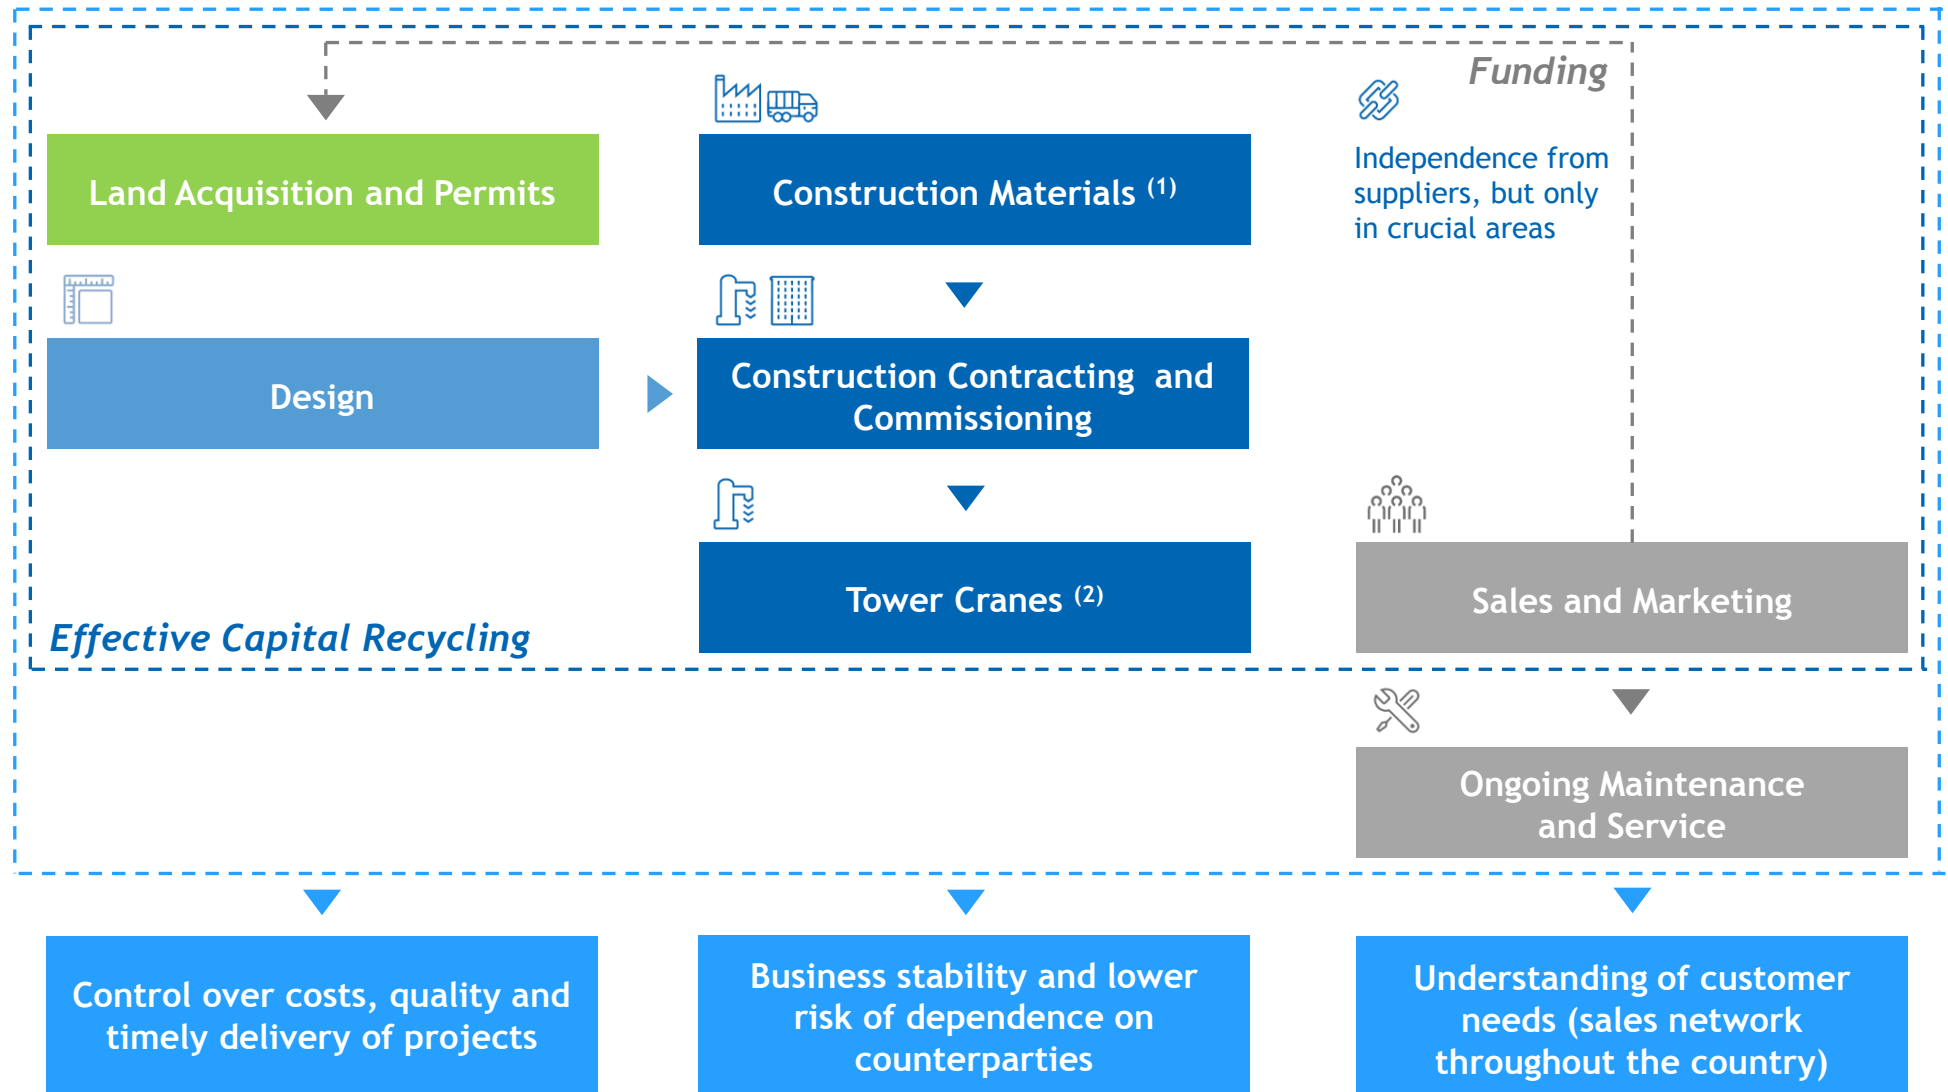 Funding
Land Acquisition and Permits
Construction Materials (1)
Independence from
suppliers, but only
in crucial areas
Design
Construction Contracting and
Commissioning
Tower Cranes (2)
Sales and Marketing
Effective Capital Recycling
Ongoing Maintenance
and Service
Control over costs, quality and
timely delivery of projects
Business stability and lower
risk of dependence on
counterparties
Understanding of customer
needs (sales network
throughout the country)